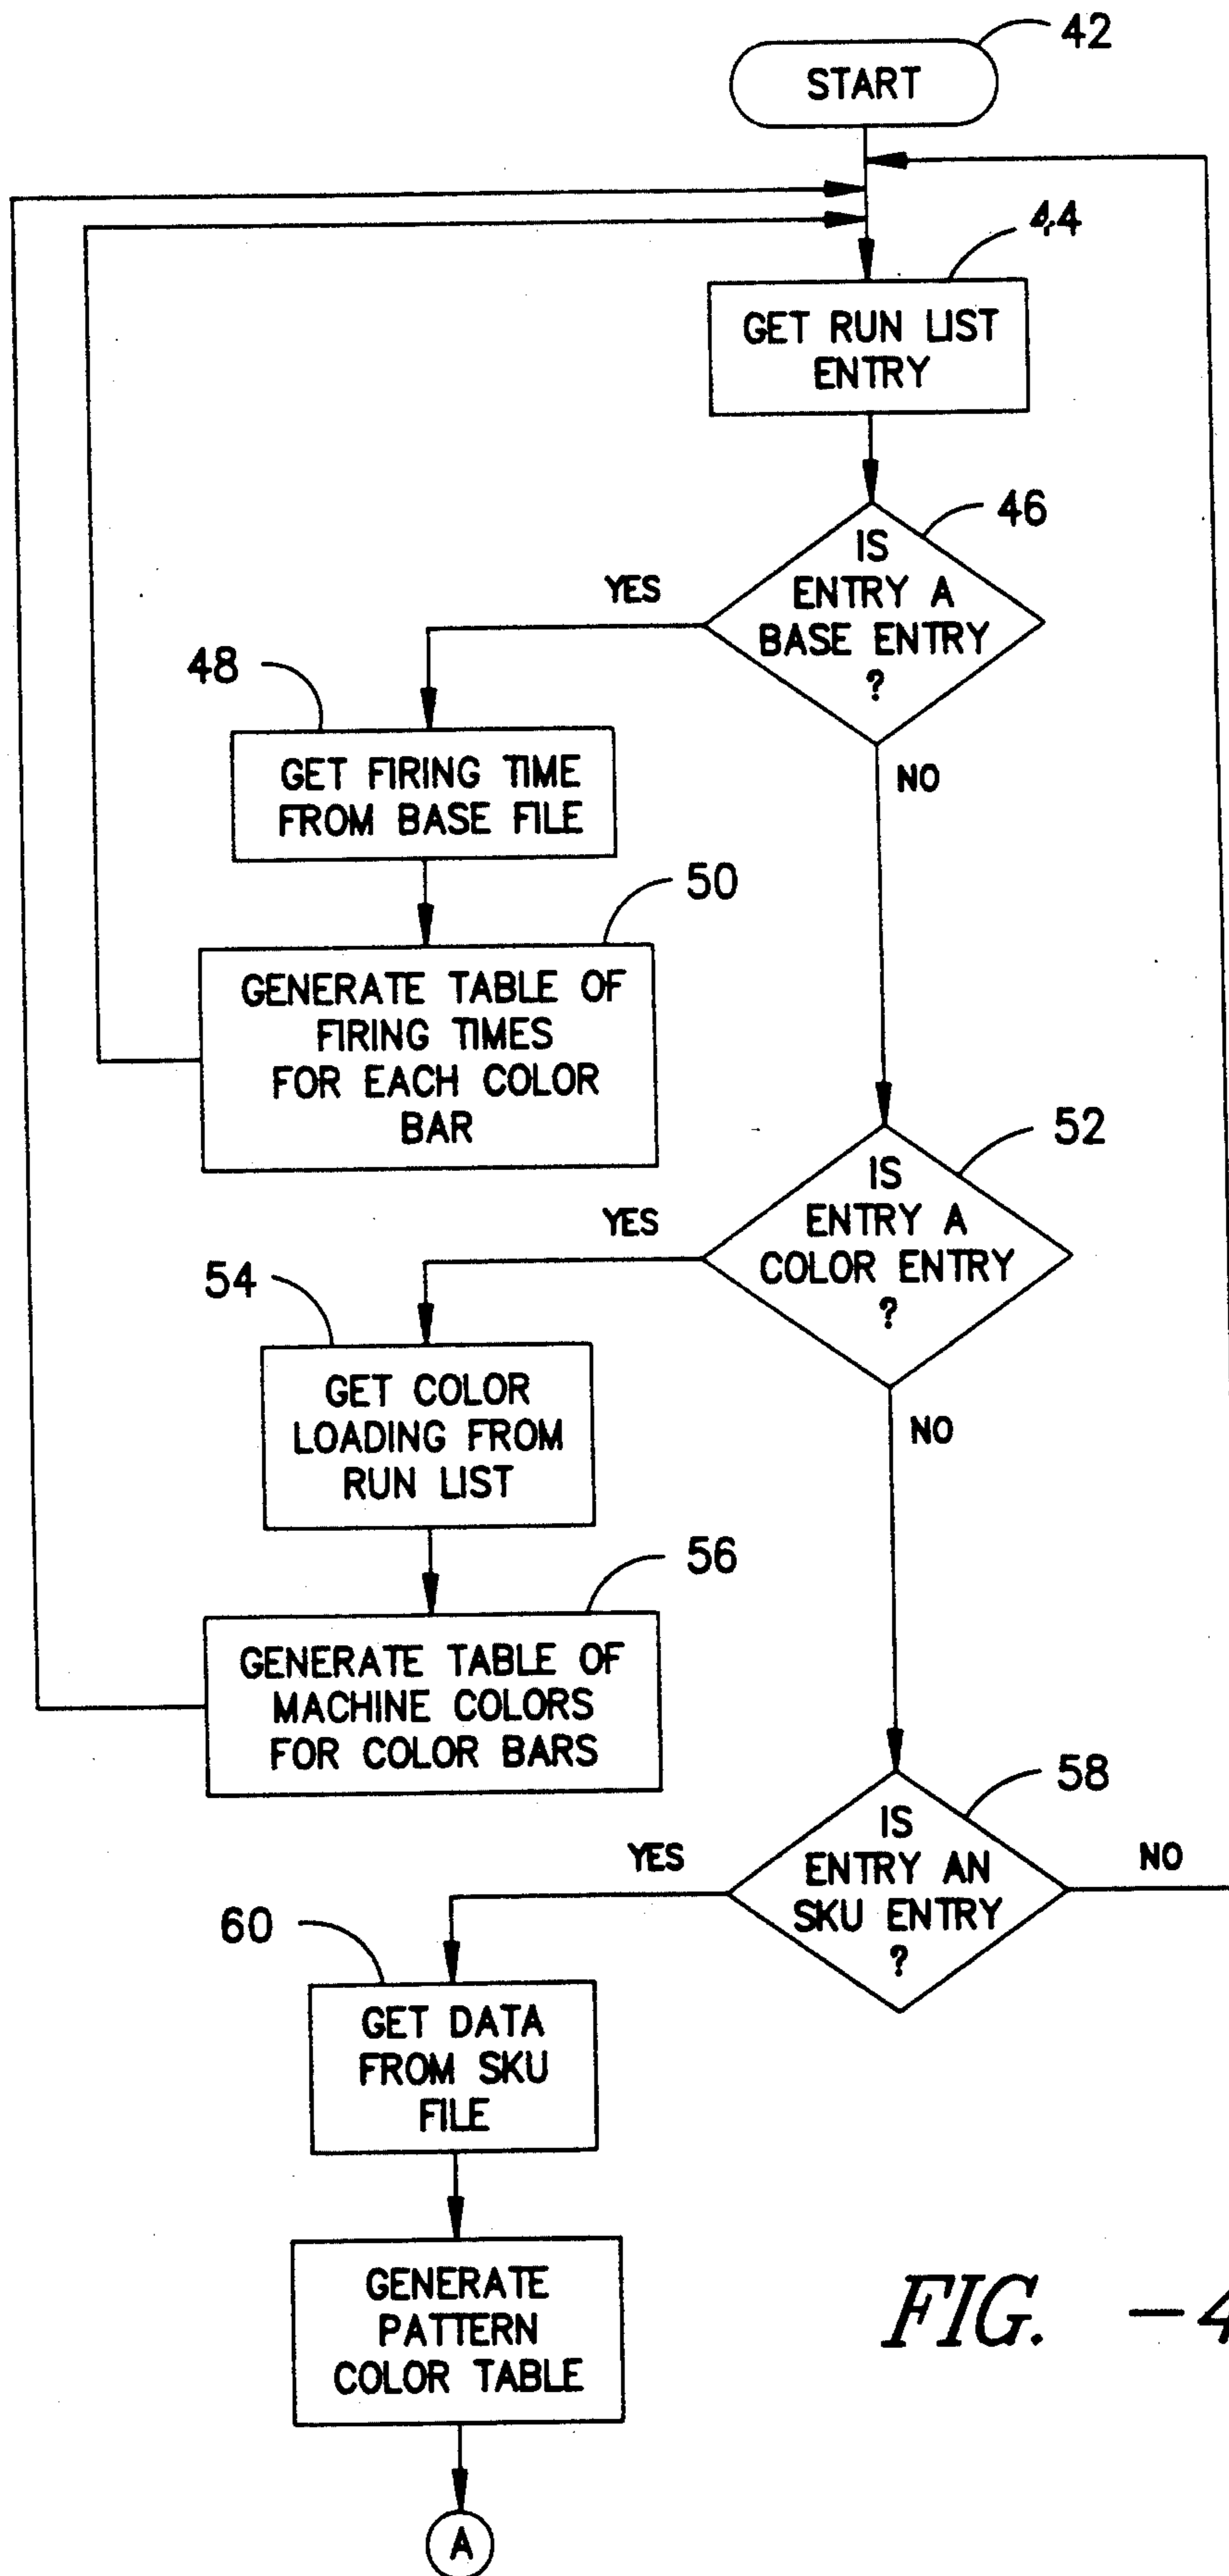 42
START
44
GET RUN LIST
ENTRY
46
IS
ENTRY A
BASE ENTRY
?
YES
NO
48
GET FIRING TIME
FROM BASE FILE
50
GENERATE TABLE OF
FIRING TIMES
FOR EACH COLOR
BAR
52
IS
ENTRY A
COLOR ENTRY
?
YES
NO
54
GET COLOR
LOADING FROM
RUN LIST
56
GENERATE TABLE OF
MACHINE COLORS
FOR COLOR BARS
58
IS
ENTRY AN
SKU ENTRY
?
YES
NO
60
GET DATA
FROM SKU
FILE
GENERATE
PATTERN
COLOR TABLE
A
FIG. -4